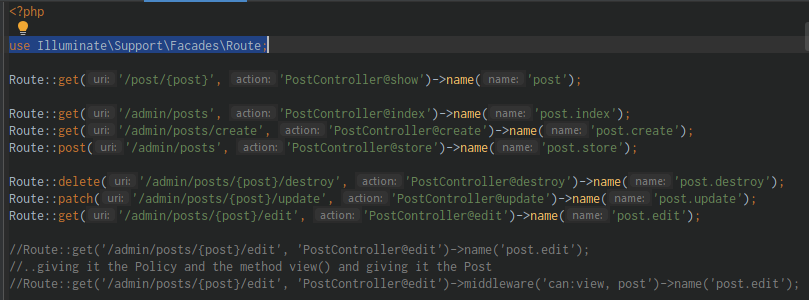 <?php
use Illuminate\Support\Facades\Route;
Route::get( uri: '/post/{post}', action: 'PostController@show')->name( name: 'post');
Route::get( uri: '/admin/posts', action: 'PostController@index')->name( name: 'post.index');
Route::get( uri: '/admin/posts/create', action: 'PostController@create')->name( name: 'post.create');
Route::post( uri: '/admin/posts', action: 'PostController@store')->name( name: 'post.store');
Route::delete( uri: '/admin/posts/{post}/destroy', action: 'PostController@destroy')->name( name: 'post.destroy');
Route::patch( uri: '/admin/posts/{post}/update', action: 'PostController@update')->name( name: 'post.update');
Route::get( uri: '/admin/posts/{post}/edit', action: 'PostController@edit')->name( name: 'post.edit');
//Route::get('/admin/posts/{post}/edit', 'PostController@edit')->name('post.edit');
//..giving it the Policy and the method view() and giving it the Post
//Route::get('/admin/posts/{post}/edit', 'PostController@edit')->middleware('can:view, post')->name('post.edit');